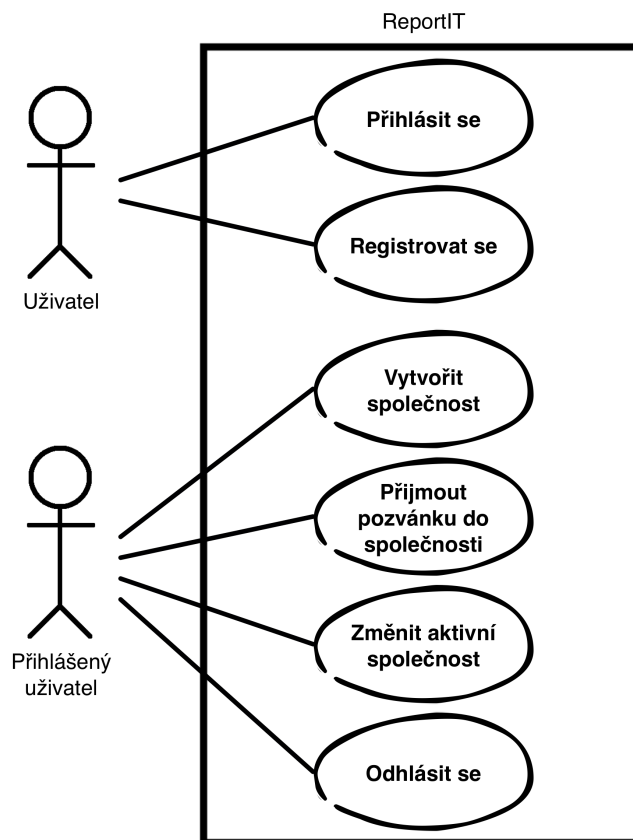 ReportIT
Přihlásit se
Registrovat se
Uživatel
Vytvořit
společnost
Přijmout
pozvánku do
společnosti
Změnit aktivní
společnost
Přihlášený
uživatel
Odhlásit se